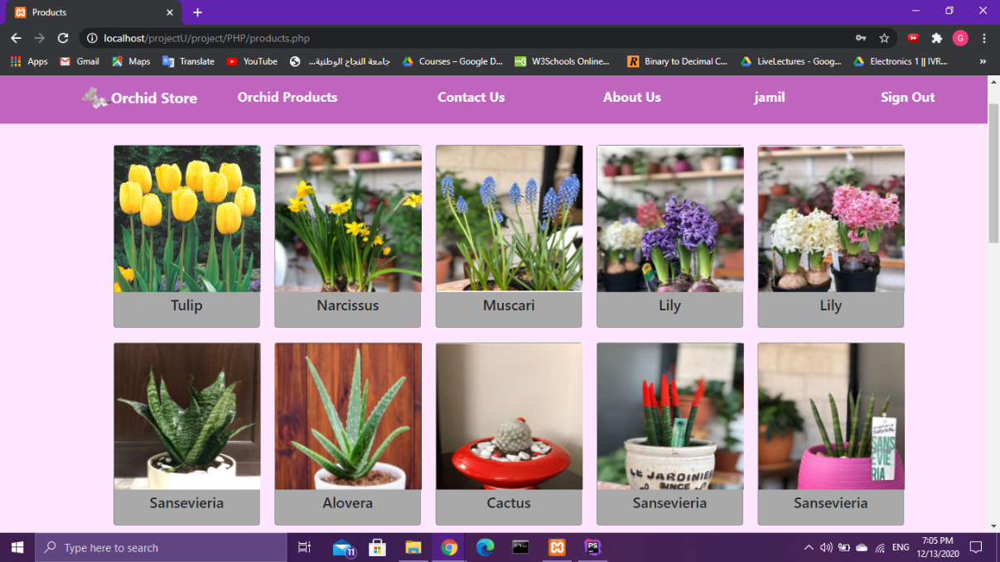 Products
localhost/projectU/project/PHP/products.php
G
Apps
Gmail
Maps
Translate
YouTube
جامعة النجاح الوطنية...
Courses – Google D...
W3Schools Online...
R
Binary to Decimal C...
LiveLectures - Goog...
Electronics 1 || IVR...
»
Orchid Store
Orchid Products
Contact Us
About Us
jamil
Sign Out
Tulip
Narcissus
Muscari
Lily
Lily
LE JARDINIER
SINCE
SURVIVAL
SANS
EVIE
RIA
Sansevieria
Alovera
Cactus
Sansevieria
Sansevieria
Type here to search
11
PS
ENG
7:05 PM
12/13/2020